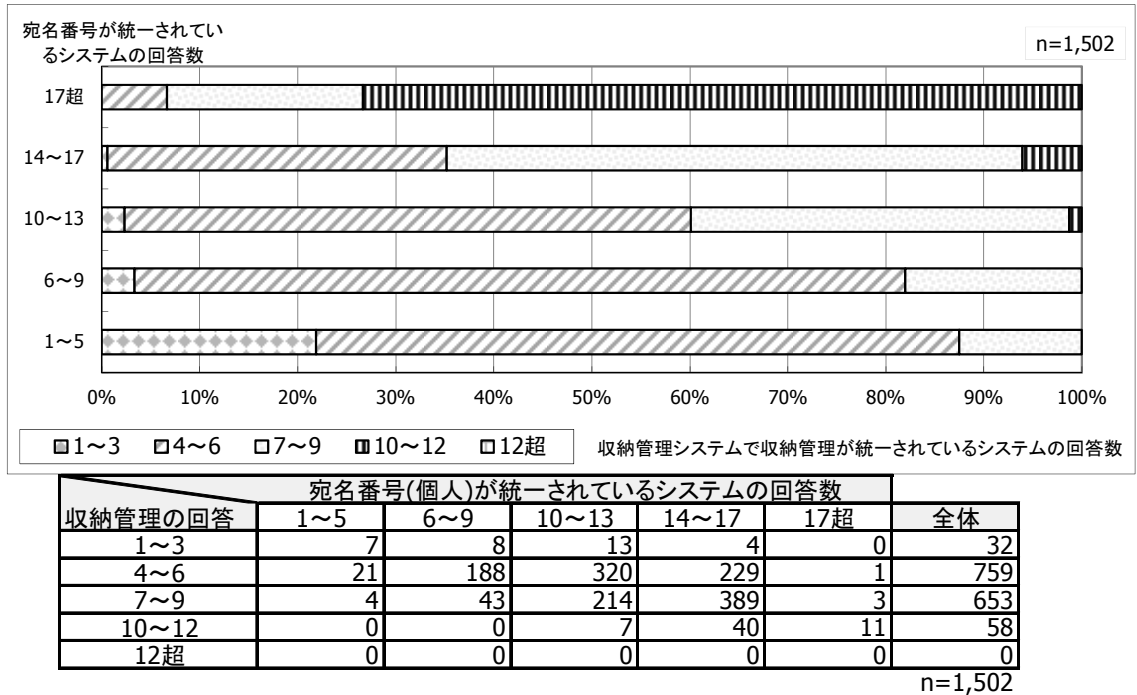 宛名番号が統一されてい
るシステムの回答数
n=1,502
17超
14～17
10～13
6～9
1～5
0% 10% 20% 30% 40% 50% 60% 70% 80% 90% 100%
1～3 4～6 7～9 10～12 12超 収納管理システムで収納管理が統一されているシステムの回答数
宛名番号(個人)が統一されているシステムの回答数
収納管理の回答 1～5 6～9 10～13 14～17 17超 全体
1～3 7 8 13 4 0 32
4～6 21 188 320 229 1 759
7～9 4 43 214 389 3 653
10～12 0 0 7 40 11 58
12超 0 0 0 0 0 0
n=1,502